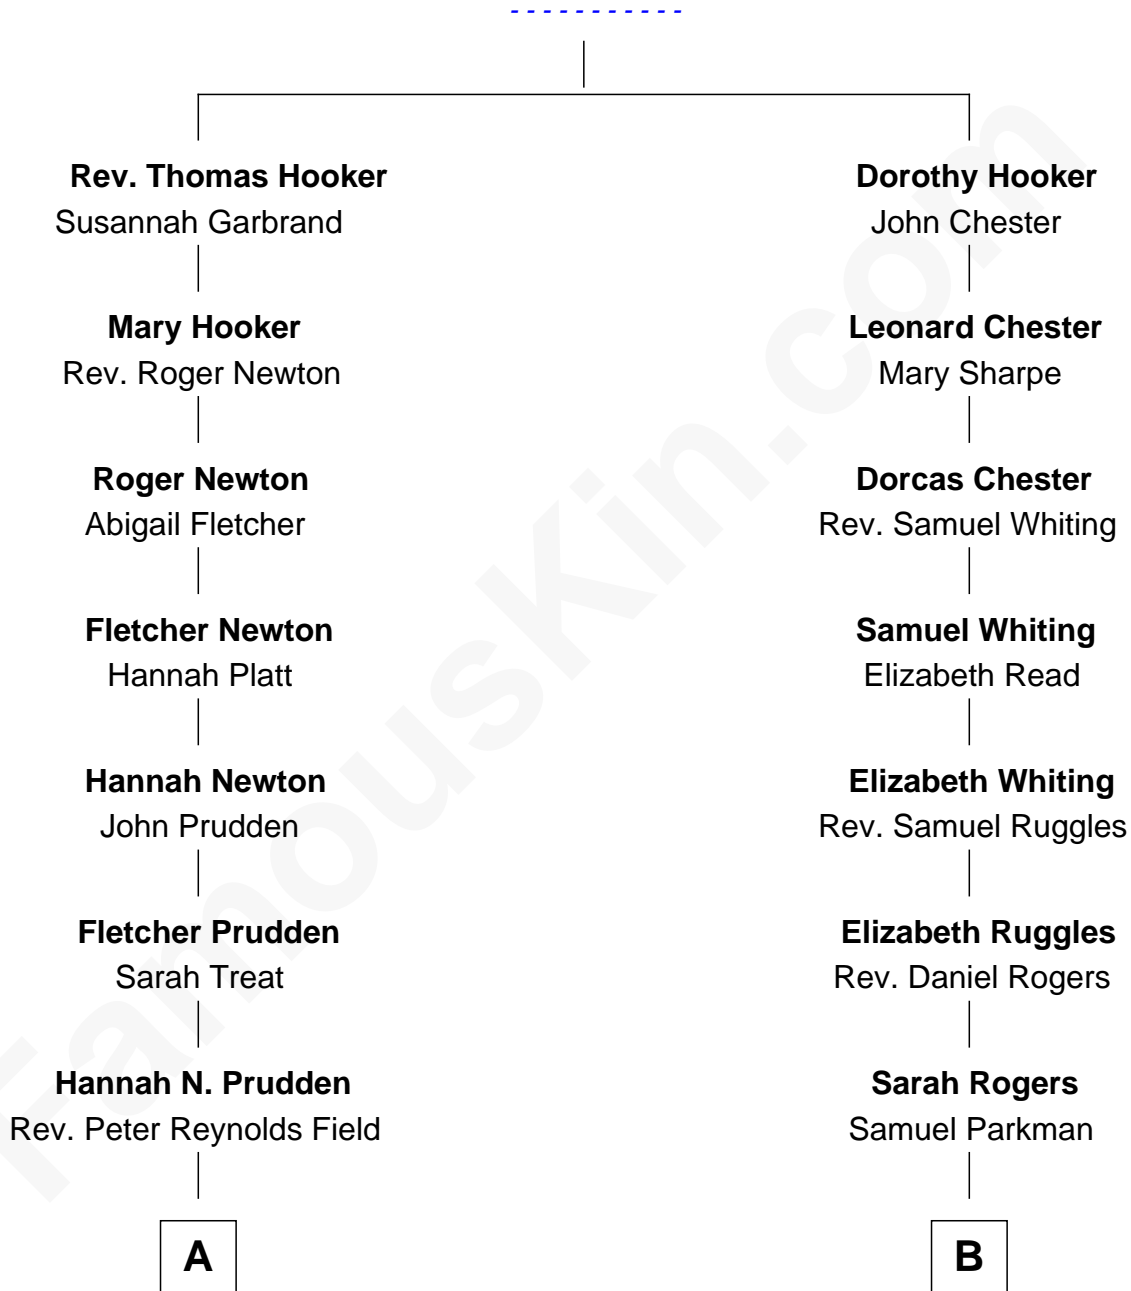 - - - - - - - - - - -
Rev. Thomas Hooker
Susannah Garbrand
Mary Hooker
Rev. Roger Newton
Roger Newton
Abigail Fletcher
Fletcher Newton
Hannah Platt
Hannah Newton
John Prudden
Fletcher Prudden
Sarah Treat
Hannah N. Prudden
Rev. Peter Reynolds Field
A
Dorothy Hooker
John Chester
Leonard Chester
Mary Sharpe
Dorcas Chester
Rev. Samuel Whiting
Samuel Whiting
Elizabeth Read
Elizabeth Whiting
Rev. Samuel Ruggles
Elizabeth Ruggles
Rev. Daniel Rogers
Sarah Rogers
Samuel Parkman
B
FamousKin.com